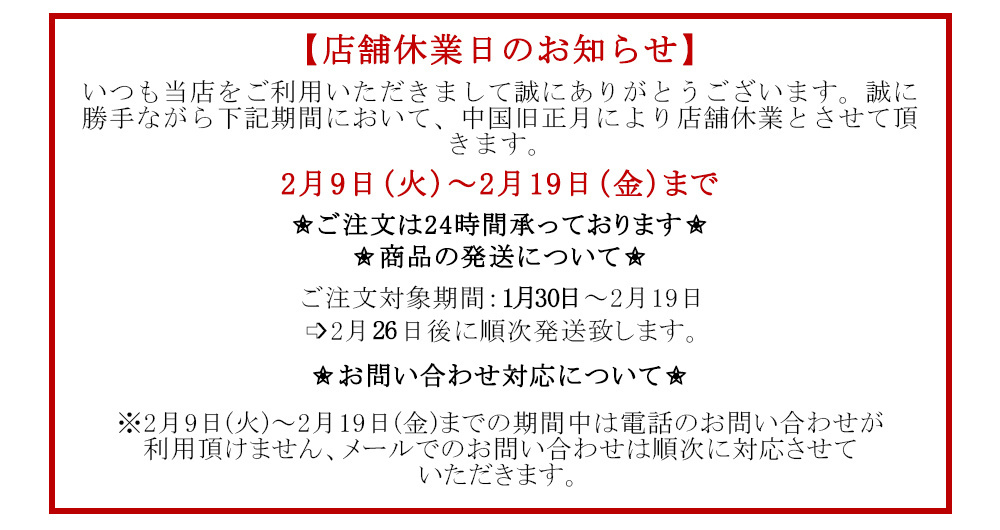 【店舗休業日のお知らせ】
いつも当店をご利用いただきまして誠にありがとうございます。誠に
勝手ながら下記期間において、中国旧正月により店舗休業とさせて頂
きます。
2月9日(火)～2月19日(金)まで
✭ご注文は24時間承っております✭
✭商品の発送について✭
ご注文対象期間:1月30日～2月19日
➩2月26日後に順次発送致します。
✭お問い合わせ対応について✭
※2月9日(火)～2月19日(金)までの期間中は電話のお問い合わせが
利用頂けません、メールでのお問い合わせは順次に対応させて
いただきます。